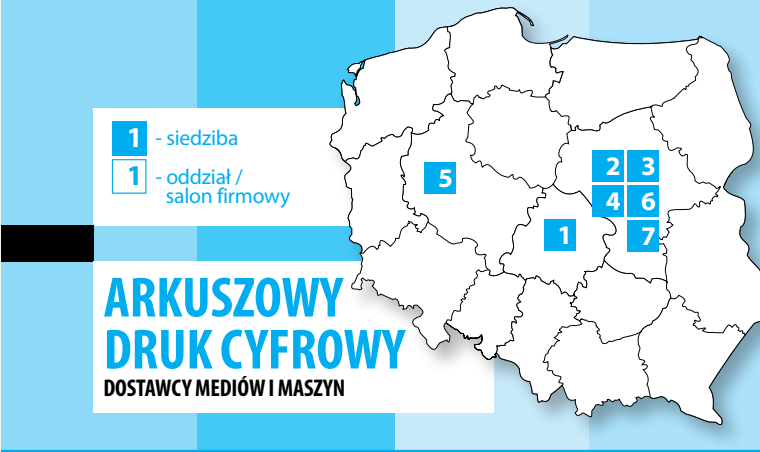 1 - siedziba
1 - oddział /
salon firmowy
5
2 3
4 6
1
7
ARKUSZOWY
DRUK CYFROWY
DOSTAWCY MEDIÓW I MASZYN